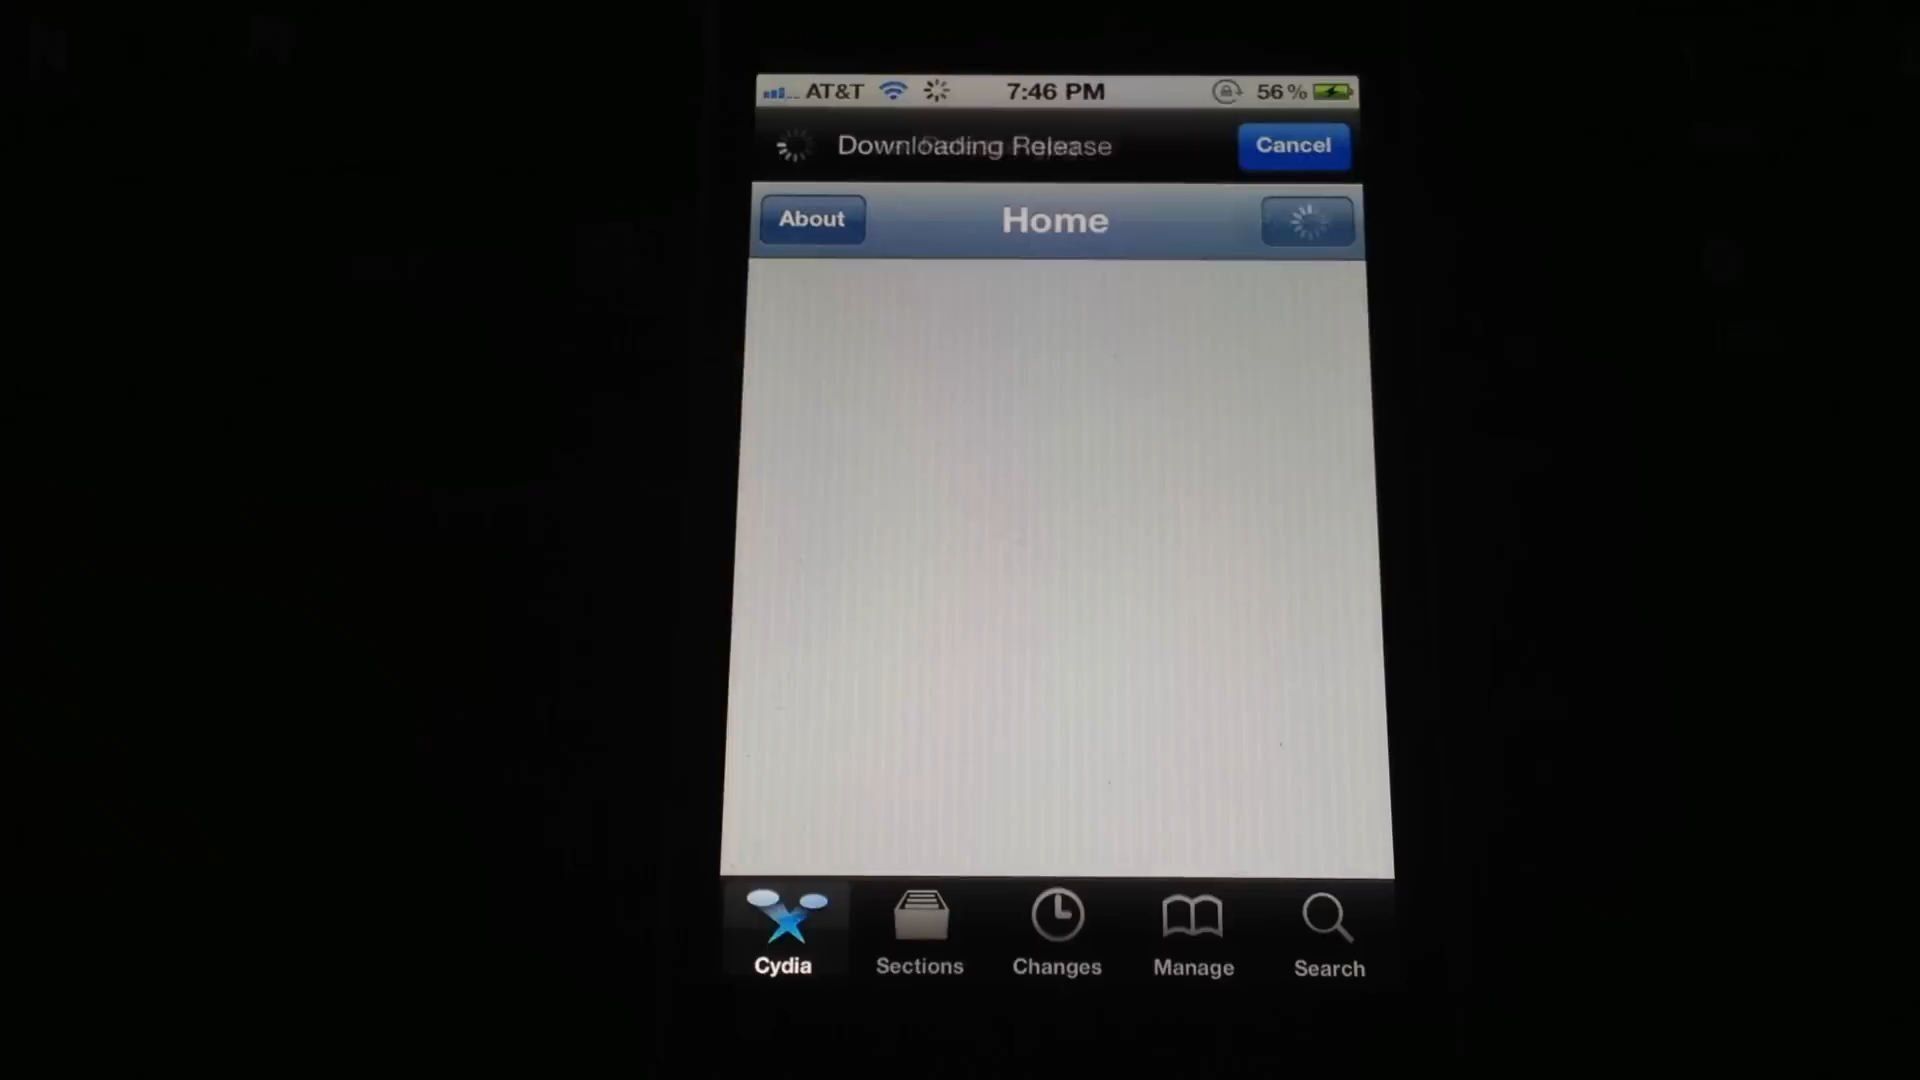 AT&T 7:46 PM 56%
Downloading Release Cancel
About Home
Cydia Sections Changes Manage Search